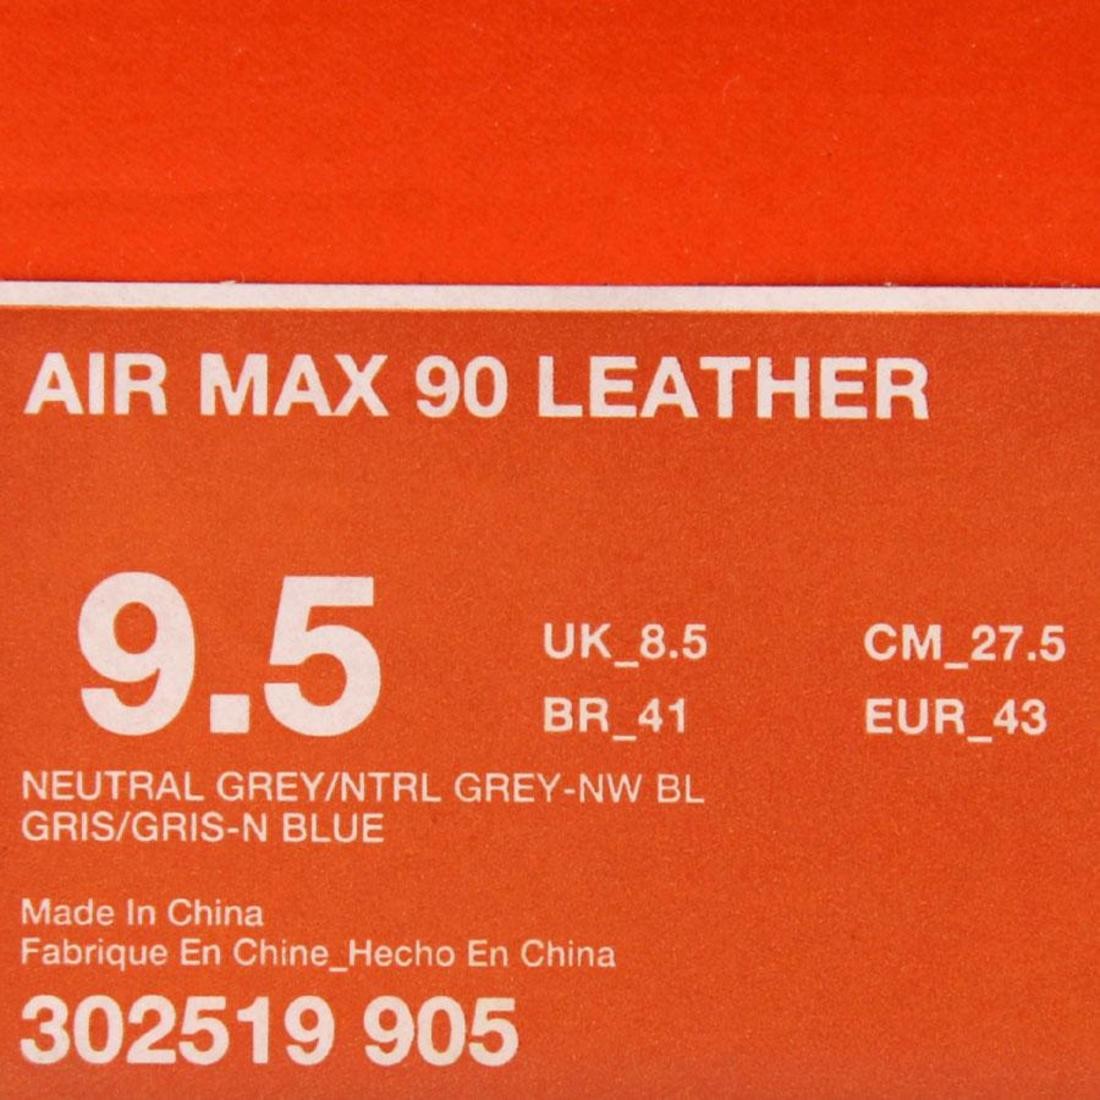 AIR MAX 90 LEATHER
9.5 UK_8.5 CM_27.5
BR_41 EUR_43
NEUTRAL GREY/NTRL GREY-NW BL
GRIS/GRIS-N BLUE
Made In China
Fabrique En Chine_Hecho En China
302519 905